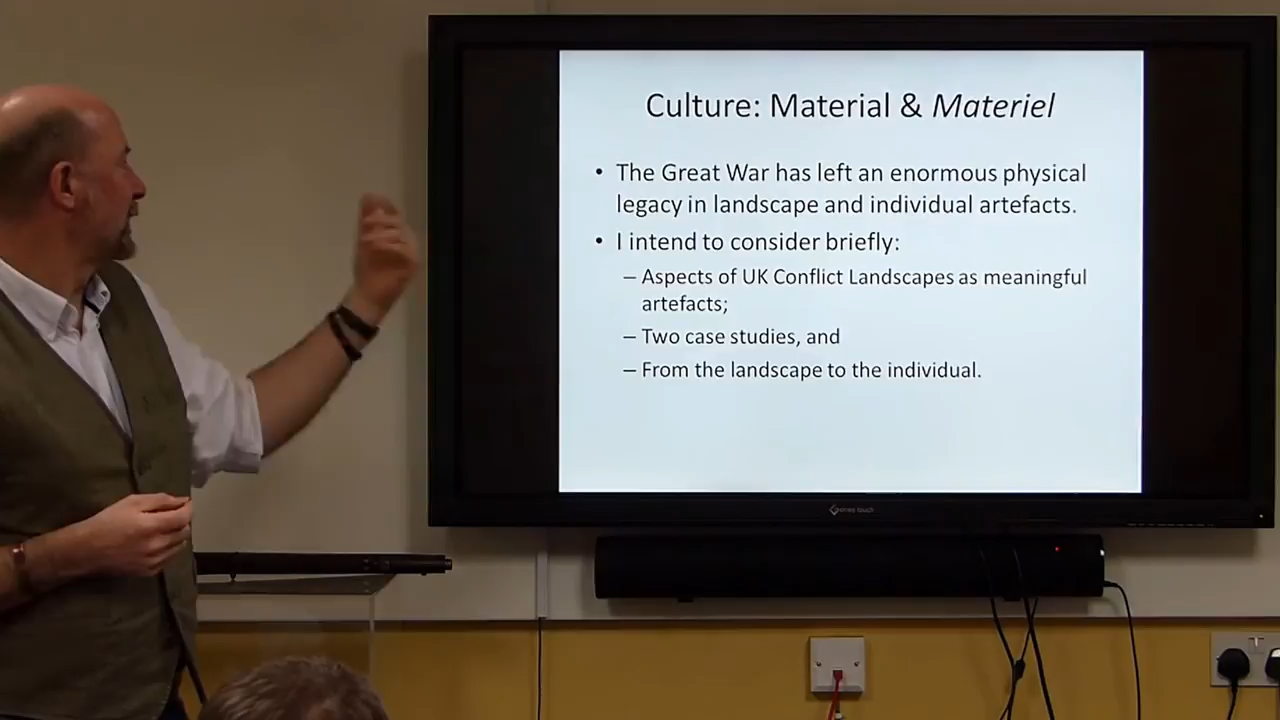 Culture: Material & Materiel
• The Great War has left an enormous physical
legacy in landscape and individual artefacts.
• I intend to consider briefly:
– Aspects of UK Conflict Landscapes as meaningful
artefacts;
– Two case studies, and
– From the landscape to the individual.
touch